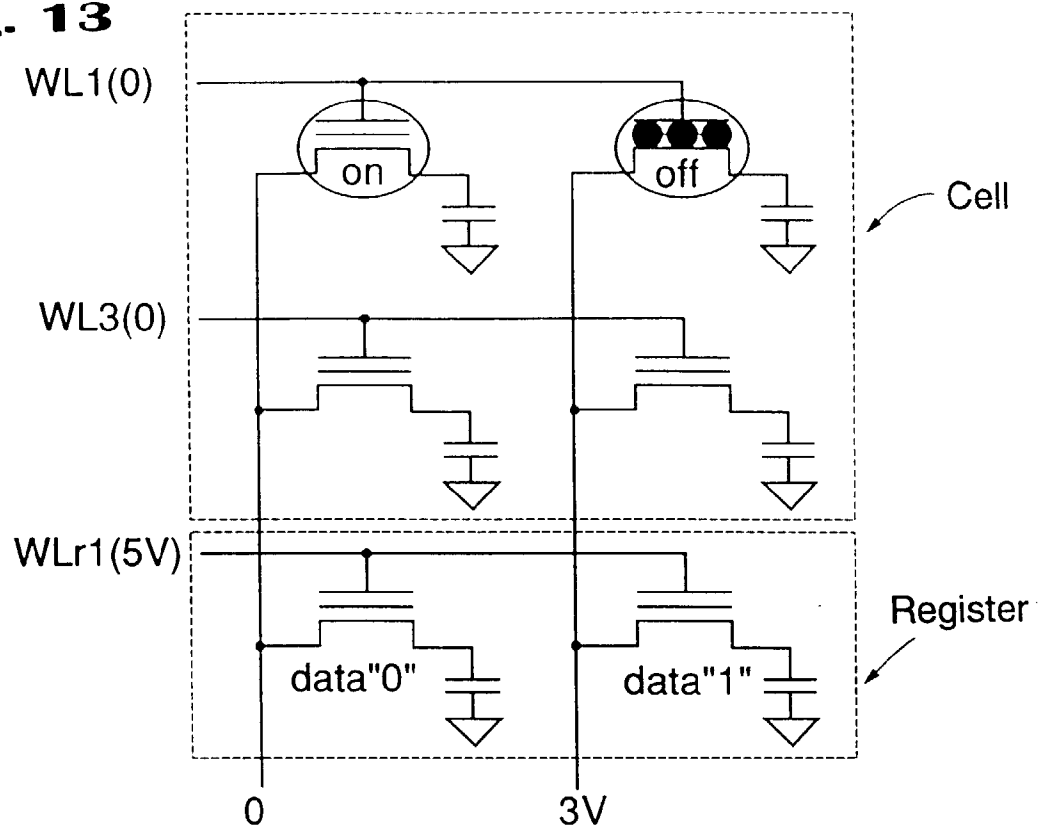 . 13
WL1(0)
on
off
Cell
WL3(0)
WLr1(5V)
Register
data"0"
data"1"
0
3V